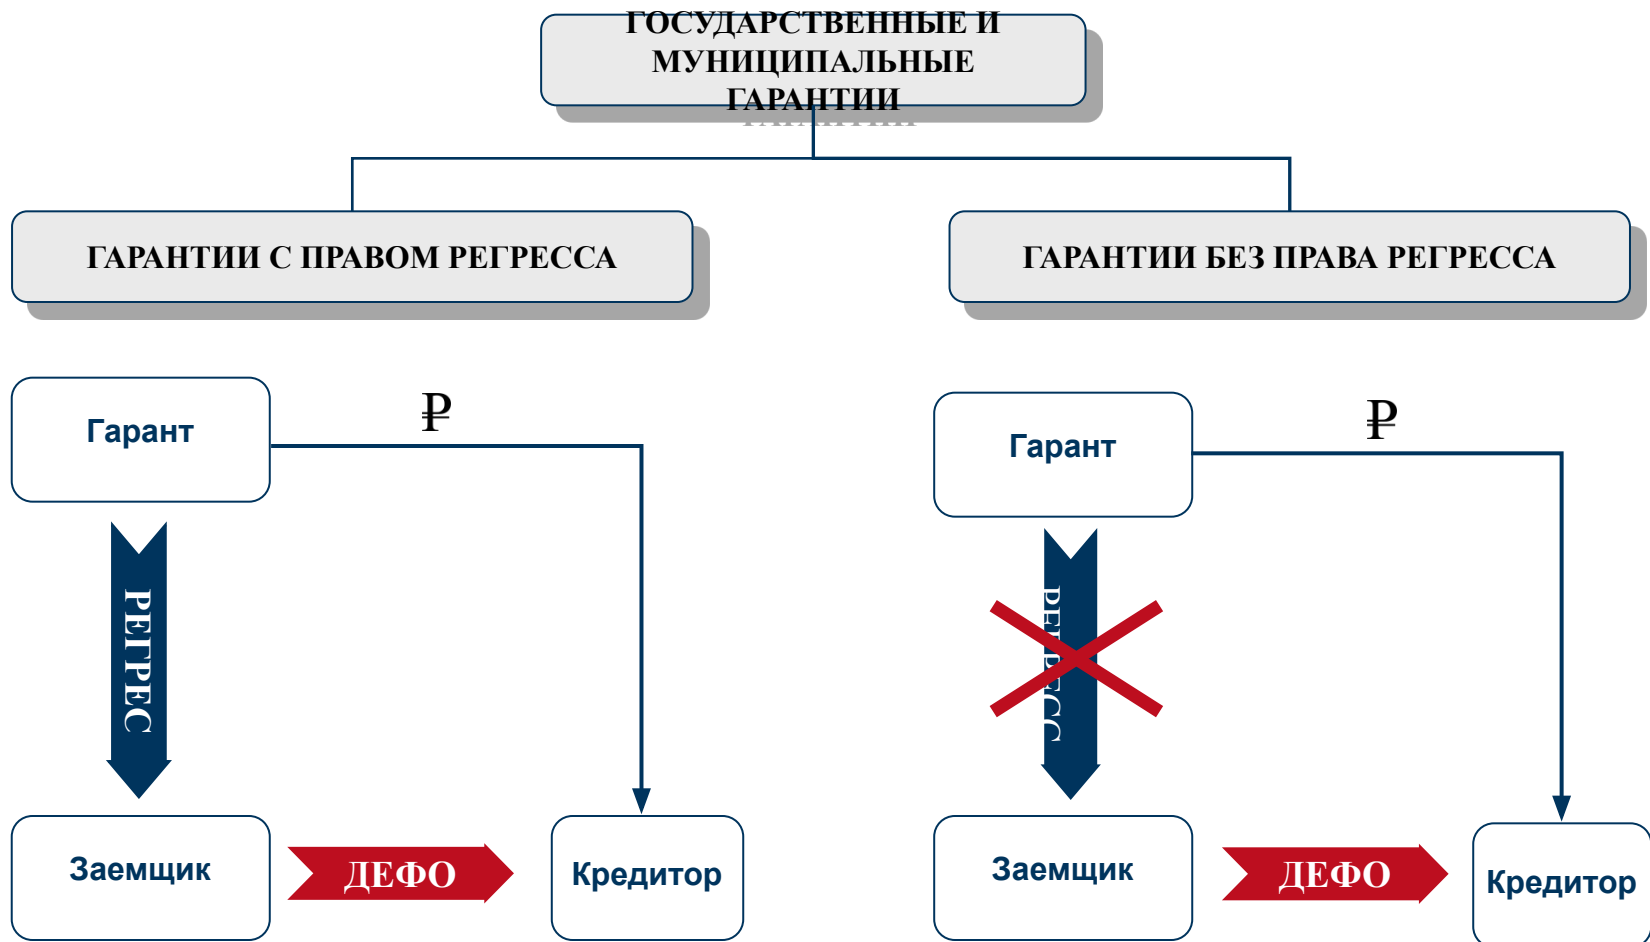 ГОСУДАРСТВЕННЫЕ И
МУНИЦИПАЛЬНЫЕ
ГАРАНТИИ
ГАРАНТИИ С ПРАВОМ РЕГРЕССА
ГАРАНТИИ БЕЗ ПРАВА РЕГРЕССА
Гарант
₽
РЕГРЕС
Заемщик
ДЕФО
Кредитор
Гарант
₽
РЕГРЕСС
Заемщик
ДЕФО
Кредитор